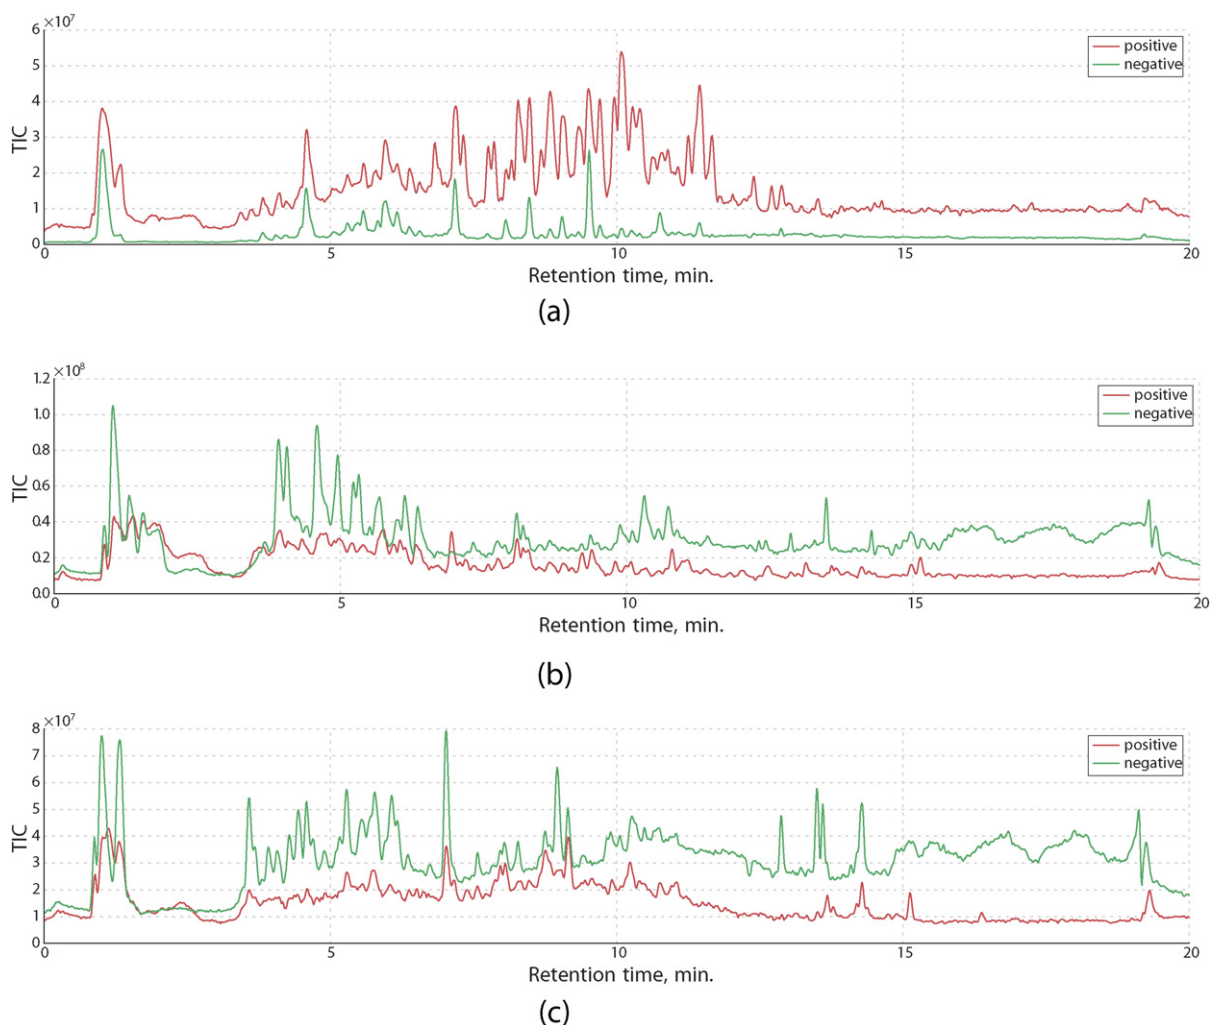 ×10⁷
6
5
4
3
2
1
0
TIC
positive
negative
0 5 10 15 20
Retention time, min.
(a)
×10⁸
1.2
1.0
0.8
0.6
0.4
0.2
0.0
TIC
positive
negative
0 5 10 15 20
Retention time, min.
(b)
×10⁷
8
7
6
5
4
3
2
1
0
TIC
positive
negative
0 5 10 15 20
Retention time, min.
(c)